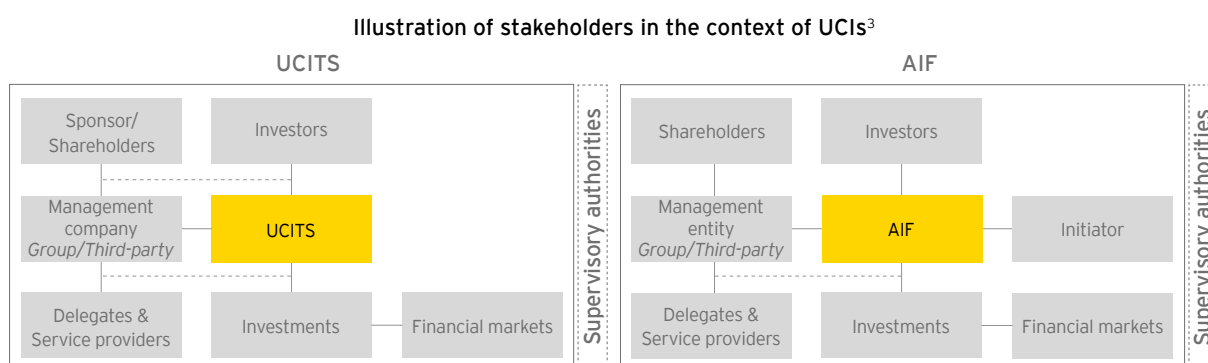 Illustration of stakeholders in the context of UCIs³
UCITS
Sponsor/
Shareholders
Investors
Management
company
Group/Third-party
UCITS
Delegates &
Service providers
Investments
Financial markets
Supervisory authorities
AIF
Shareholders
Investors
Management
entity
Group/Third-party
AIF
Initiator
Delegates &
Service providers
Investments
Financial markets
Supervisory authorities